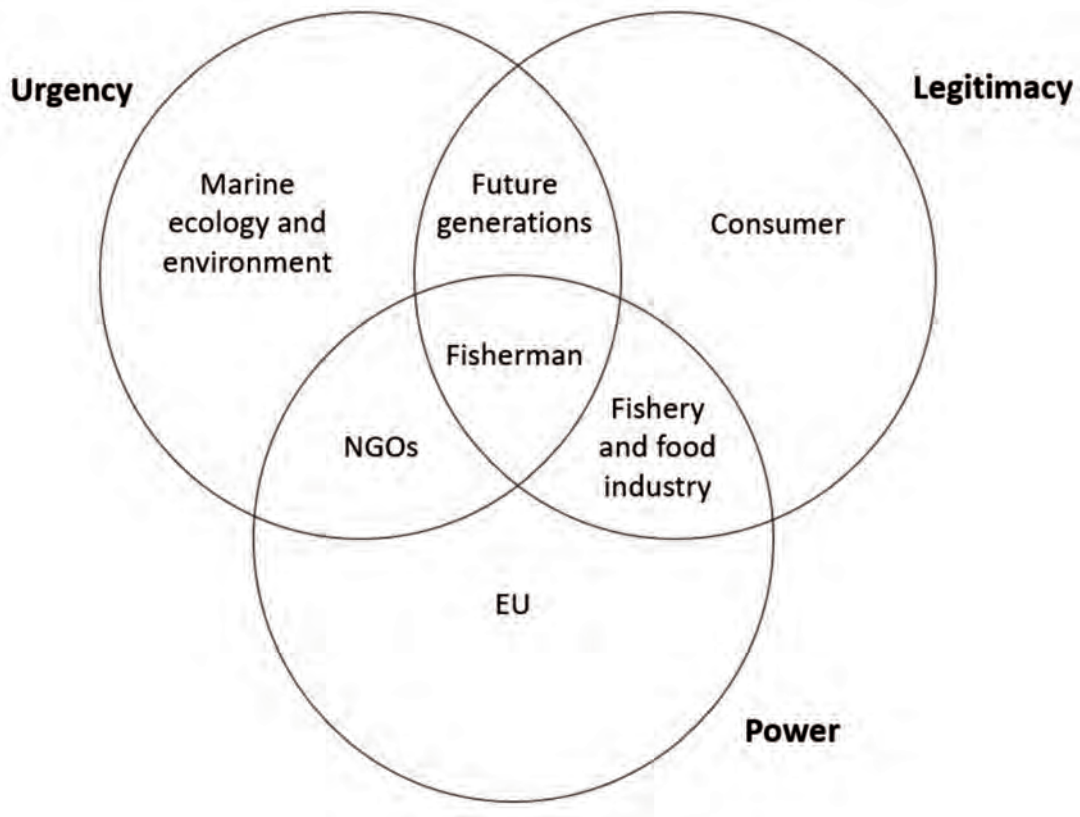 Urgency
Legitimacy
Marine
ecology and
environment
Future
generations
Consumer
Fisherman
NGOs
Fishery
and food
industry
EU
Power